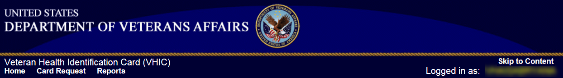 UNITED STATES
DEPARTMENT OF VETERANS AFFAIRS
Veteran Health Identification Card (VHIC)
Skip to Content
Home Card Request Reports
Logged in as: